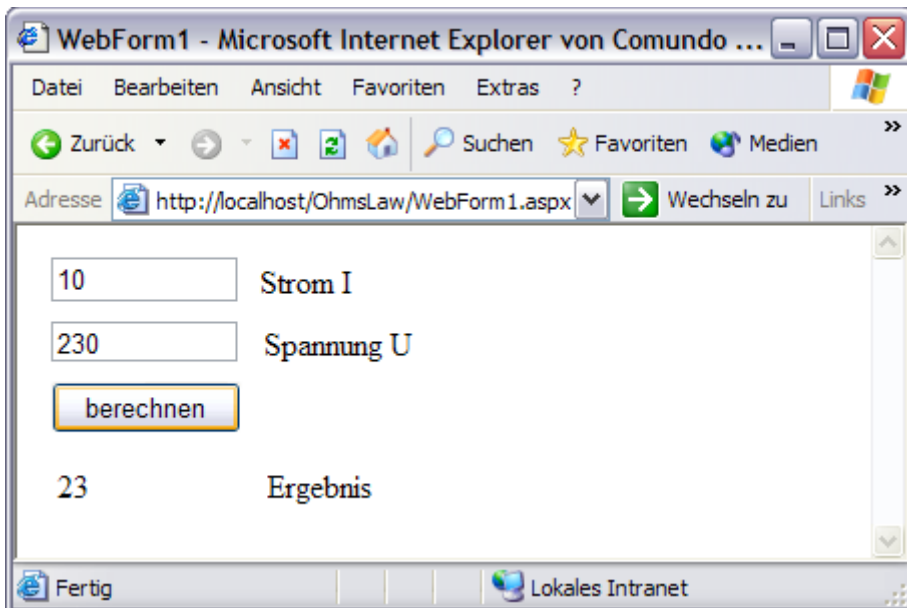 WebForm1 - Microsoft Internet Explorer von Comundo ...
Datei Bearbeiten Ansicht Favoriten Extras ?
Zurück Suchen Favoriten Medien »
Adresse http://localhost/OhmsLaw/WebForm1.aspx Wechseln zu Links »
10 Strom I
230 Spannung U
berechnen
23 Ergebnis
Fertig Lokales Intranet